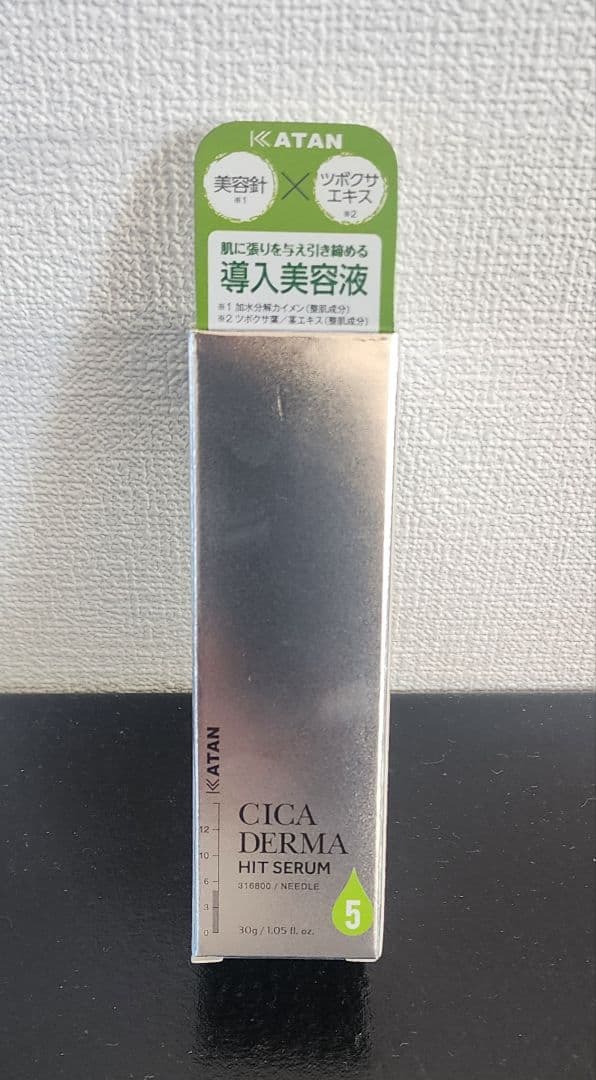 KATAN
美容針
※1
×
ツボクサ
エキス
※2
肌に張りを与え引き締める
導入美容液
※1 加水分解カイメン(整肌成分)
※2 ツボクサ葉/茎エキス(整肌成分)
KATAN
12
10
6
3
0
CICA
DERMA
HIT SERUM
316800 / NEEDLE
30g / 1.05 fl. oz.
5